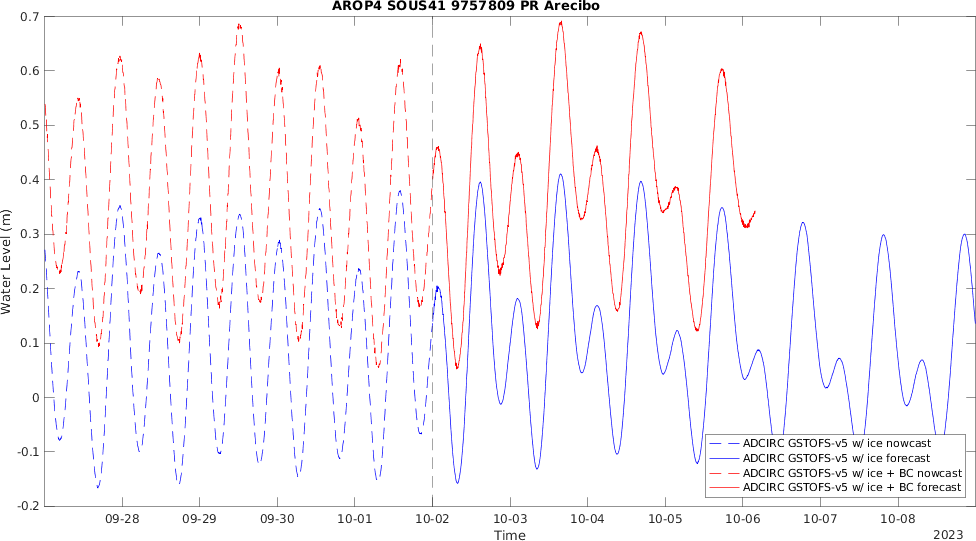 AROP4 SOUS41 9757809 PR Arecibo
0.7
0.6
0.5
0.4
0.3
0.2
0.1
0
-0.1
-0.2
Water Level (m)
09-28 09-29 09-30 10-01 10-02 10-03 10-04 10-05 10-06 10-07 10-08
Time
2023
ADCIRC GSTOFS-v5 w/ ice nowcast
ADCIRC GSTOFS-v5 w/ ice forecast
ADCIRC GSTOFS-v5 w/ ice + BC nowcast
ADCIRC GSTOFS-v5 w/ ice + BC forecast